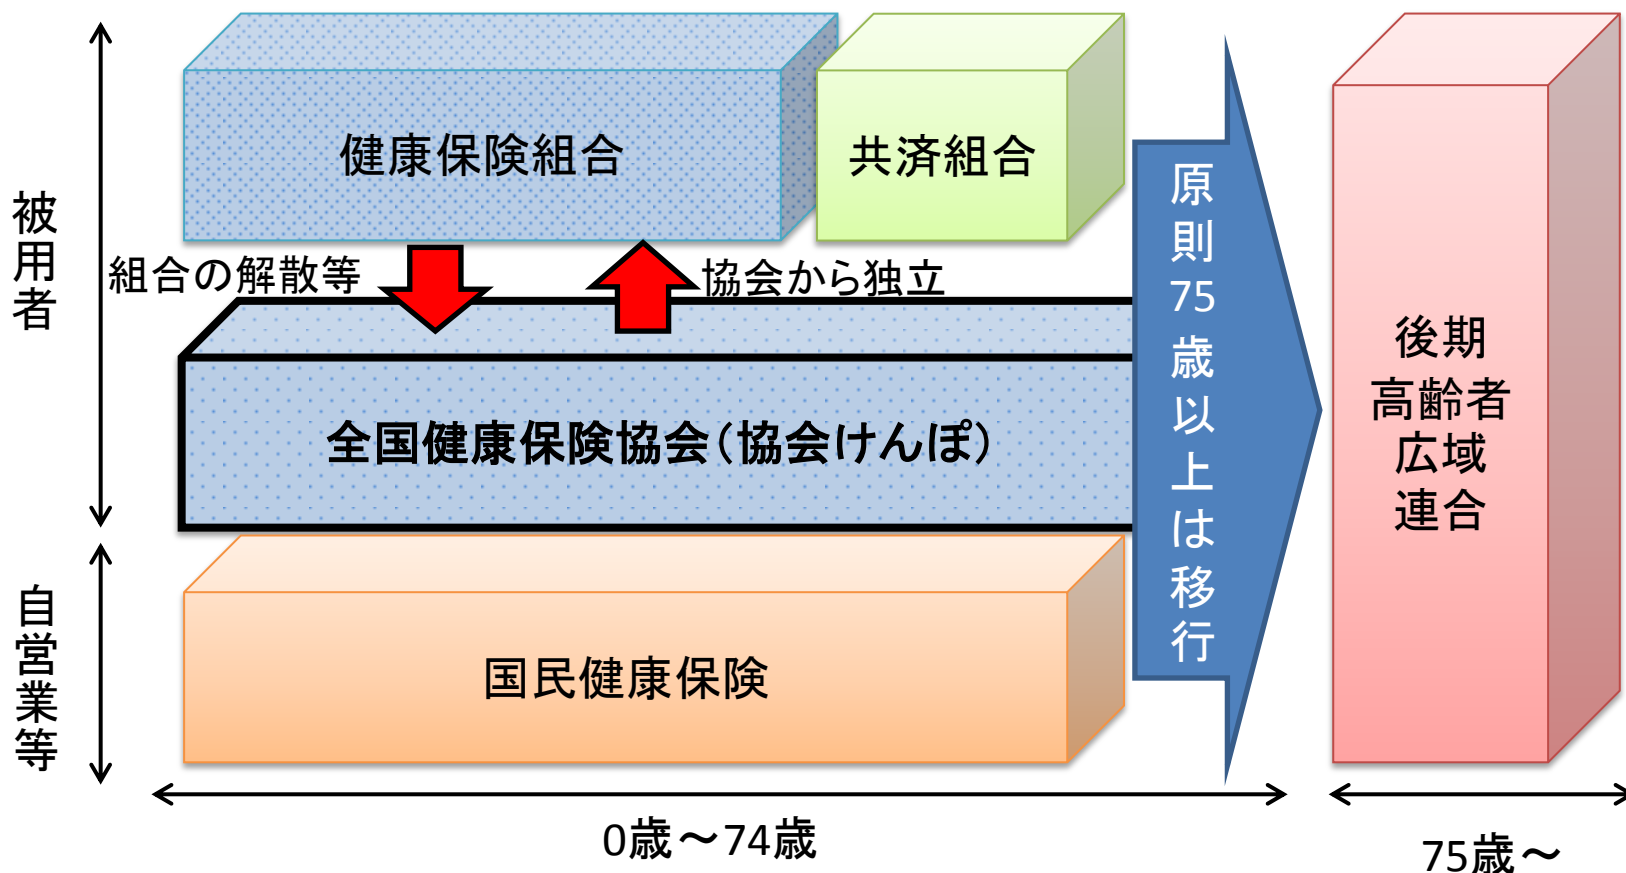 被用者
健康保険組合
共済組合
組合の解散等
協会から独立
全国健康保険協会(協会けんぽ)
自営業等
国民健康保険
原則75歳以上は移行
後期
高齢者
広域
連合
0歳～74歳
75歳～